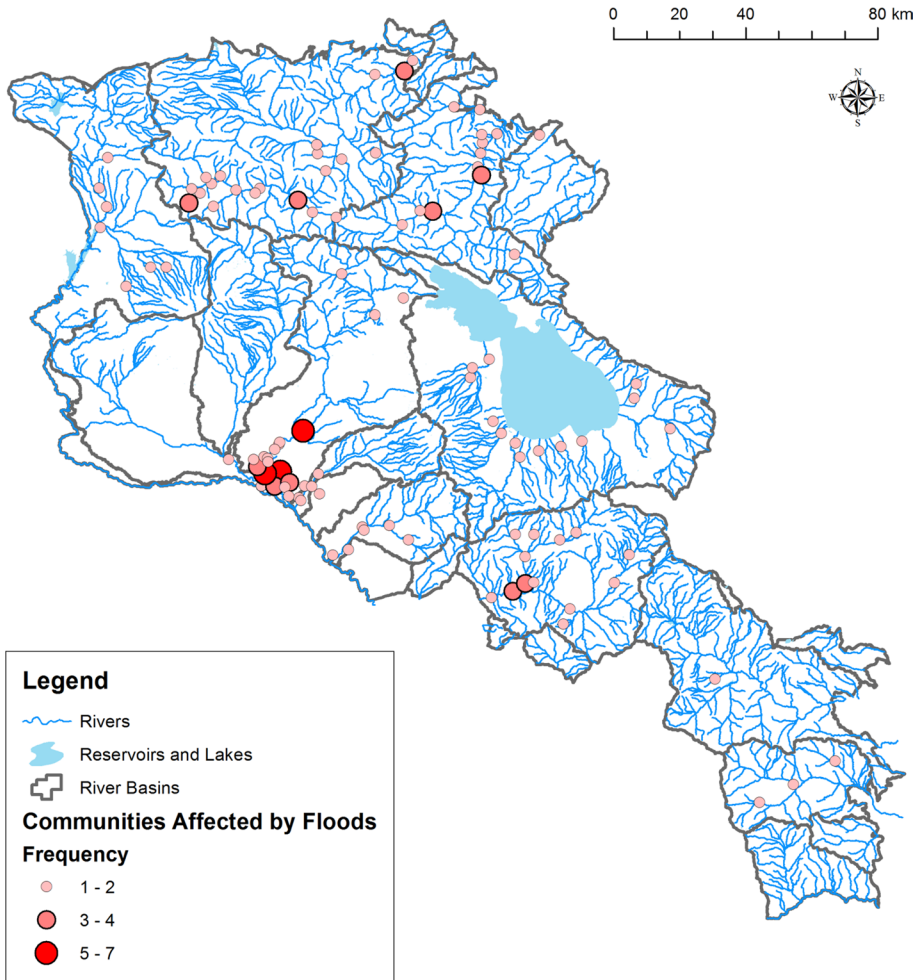 0 20 40 80 km
N
W E
S
Legend
Rivers
Reservoirs and Lakes
River Basins
Communities Affected by Floods
Frequency
1 - 2
3 - 4
5 - 7